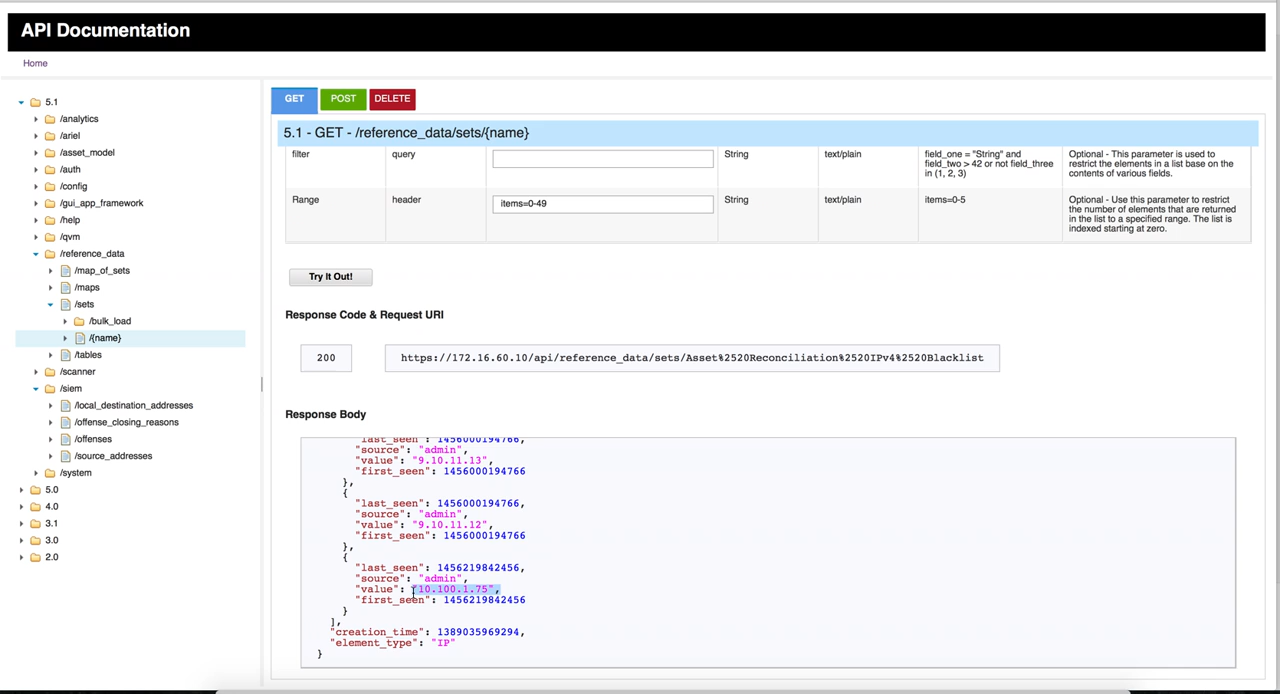 API Documentation
Home
5.1
/analytics
/ariel
/asset_model
/auth
/config
/gui_app_framework
/help
/qvm
/reference_data
/map_of_sets
/maps
/sets
/bulk_load
/{name}
/tables
/scanner
/siem
/local_destination_addresses
/offense_closing_reasons
/offenses
/source_addresses
/system
5.0
4.0
3.1
3.0
2.0
GET POST DELETE
5.1 - GET - /reference_data/sets/{name}
filter query String text/plain field_one = "String" and
field_two > 42 or not field_three
in (1, 2, 3)
Optional - This parameter is used to
restrict the elements in a list base on the
contents of various fields.
Range header items=0-49 String text/plain items=0-5
Optional - Use this parameter to restrict
the number of elements that are returned
in the list to a specified range. The list is
indexed starting at zero.
Try It Out!
Response Code & Request URI
200 https://172.16.60.10/api/reference_data/sets/Asset%2520Reconciliation%2520IPv4%2520Blacklist
Response Body
"last_seen": 1456000194766,
"source": "admin",
"value": "9.10.11.13",
"first_seen": 1456000194766
},
{
"last_seen": 1456000194766,
"source": "admin",
"value": "9.10.11.12",
"first_seen": 1456000194766
},
{
"last_seen": 1456219842456,
"source": "admin",
"value": "10.100.1.75",
"first_seen": 1456219842456
}
],
"creation_time": 1389035969294,
"element_type": "IP"
}